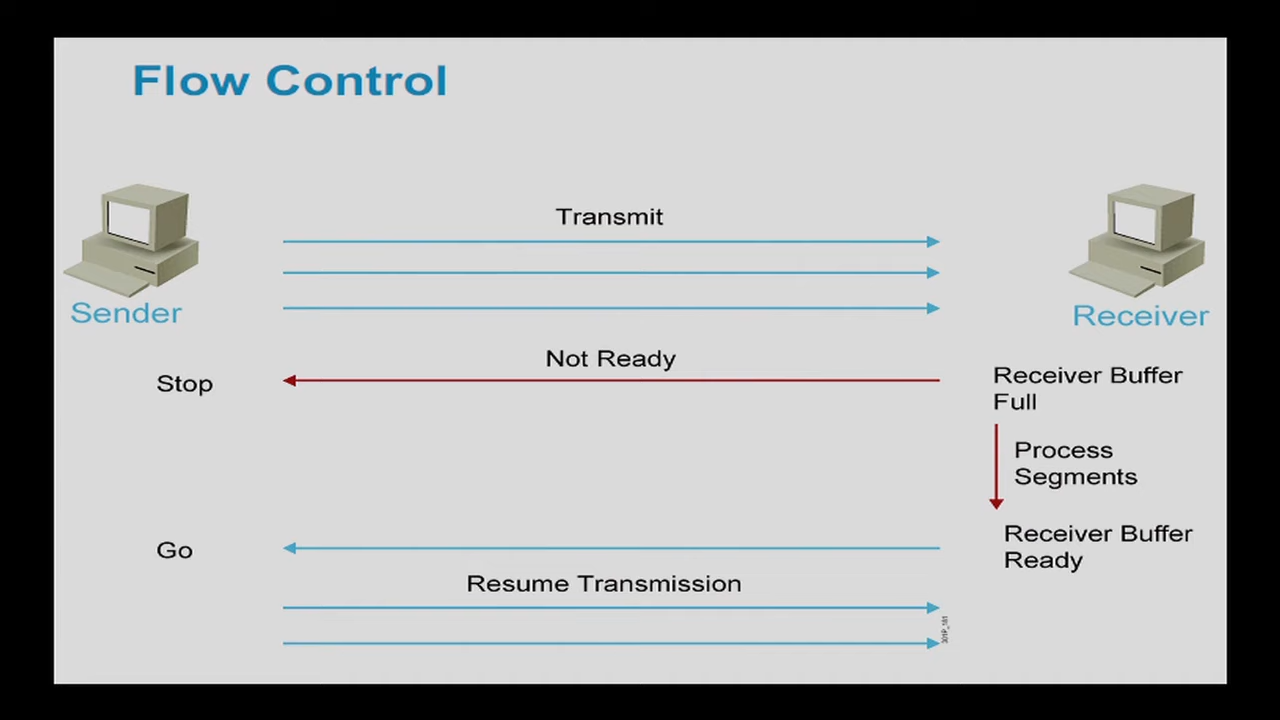 Flow Control
Transmit
Sender
Receiver
Not Ready
Stop
Receiver Buffer
Full
Process
Segments
Receiver Buffer
Ready
Go
Resume Transmission